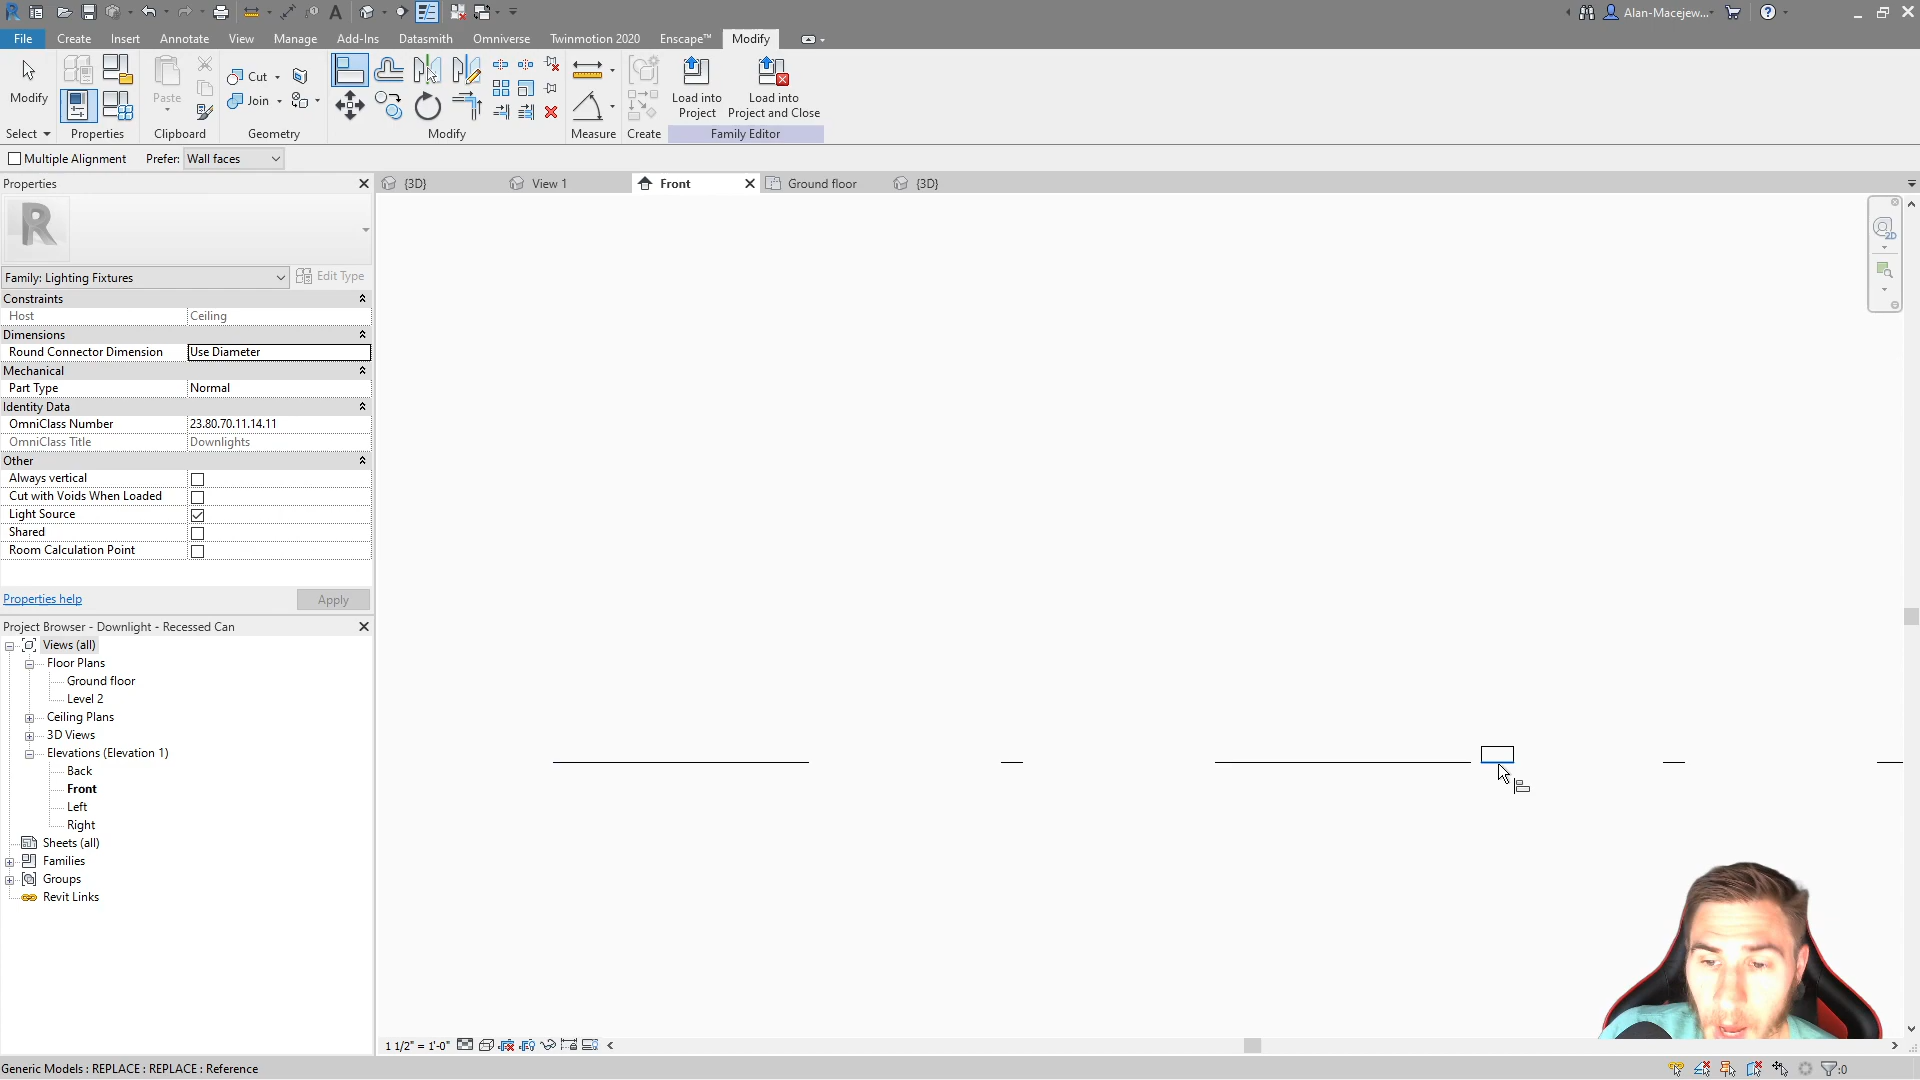 Alan-Macejew...
File Create Insert Annotate View Manage Add-Ins Datasmith Omniverse Twinmotion 2020 Enscape™ Modify
Modify
Select
Properties
Paste
Clipboard
Cut
Join
Geometry
Modify
Measure
Create
Load into Project
Load into Project and Close
Family Editor
Multiple Alignment Prefer: Wall faces
Properties
{3D} View 1 Front Ground floor {3D}
R
2D
Family: Lighting Fixtures Edit Type
Constraints
Host Ceiling
Dimensions
Round Connector Dimension Use Diameter
Mechanical
Part Type Normal
Identity Data
OmniClass Number 23.80.70.11.14.11
OmniClass Title Downlights
Other
Always vertical
Cut with Voids When Loaded
Light Source
Shared
Room Calculation Point
Properties help Apply
Project Browser - Downlight - Recessed Can
Views (all)
Floor Plans
Ground floor
Level 2
Ceiling Plans
3D Views
Elevations (Elevation 1)
Back
Front
Left
Right
Sheets (all)
Families
Groups
Revit Links
1 1/2" = 1'-0"
Generic Models : REPLACE : REPLACE : Reference
:0